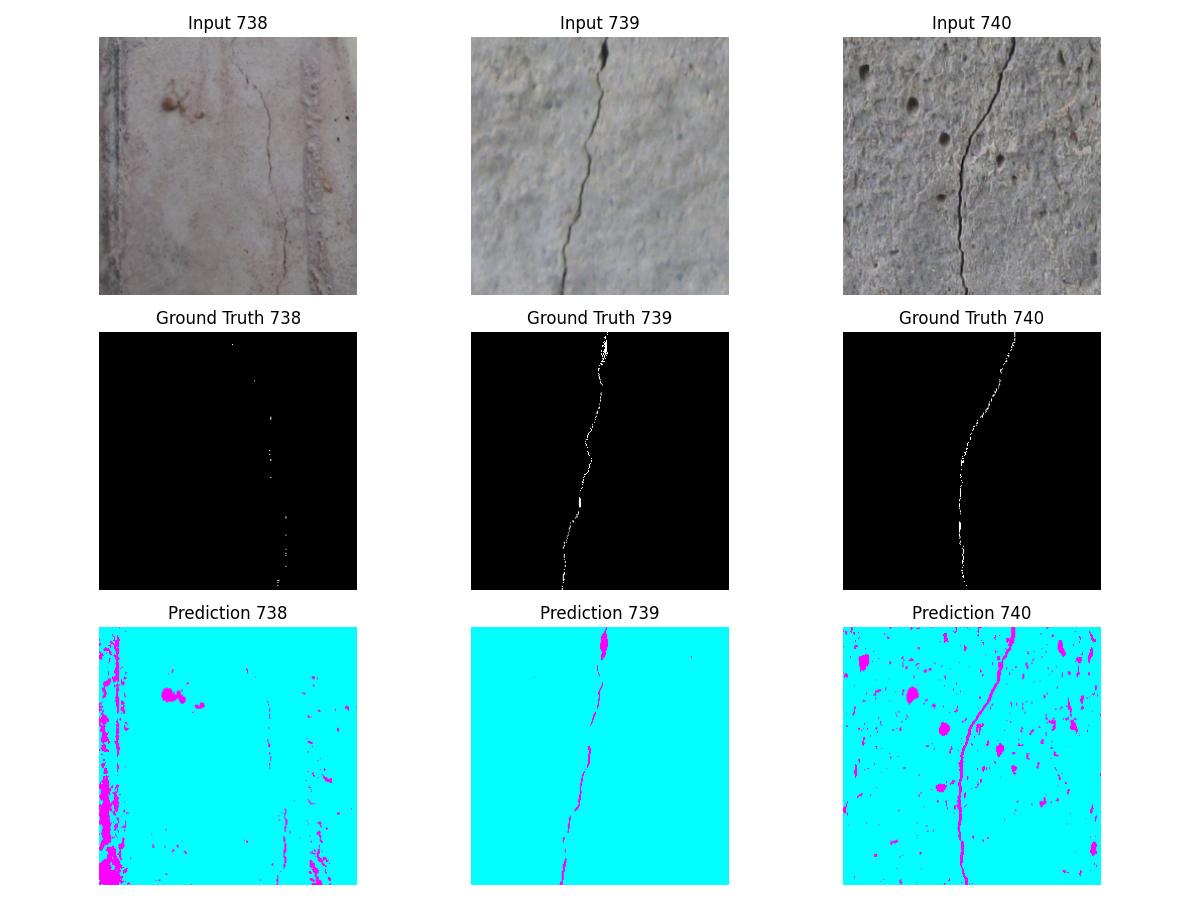 Input 738
Input 739
Input 740
Ground Truth 738
Ground Truth 739
Ground Truth 740
Prediction 738
Prediction 739
Prediction 740